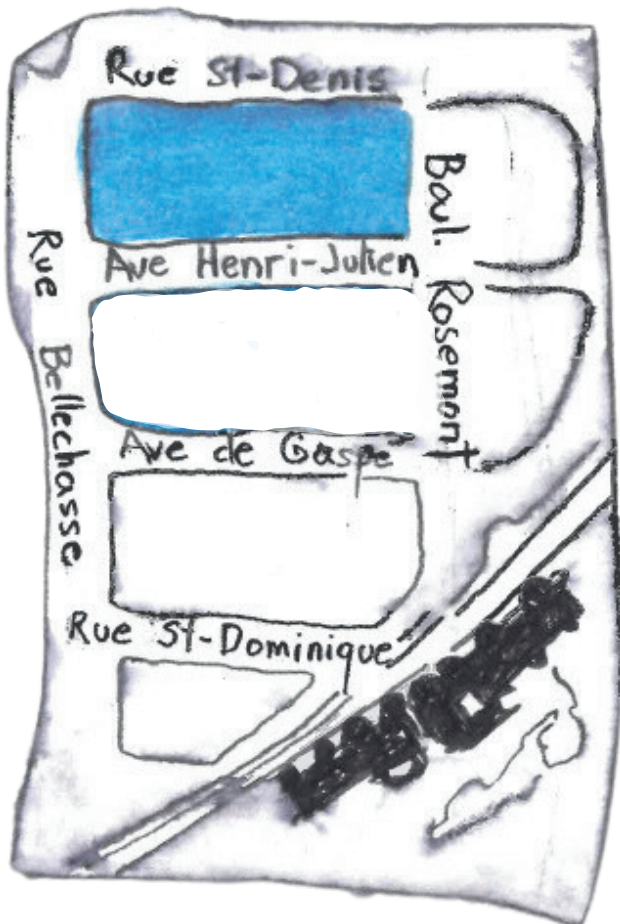 Rue St-Denis
Boul. Rosemont
Ave Henri-Julien
Rue Bellechasse
Ave de Gaspé
Rue St-Dominique